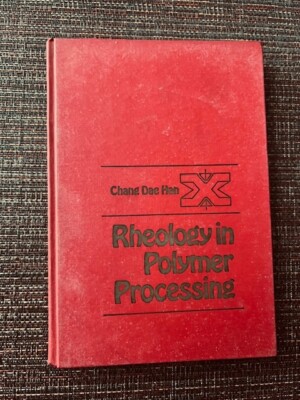 Chang Dae Han
Rheology in
Polymer
Processing